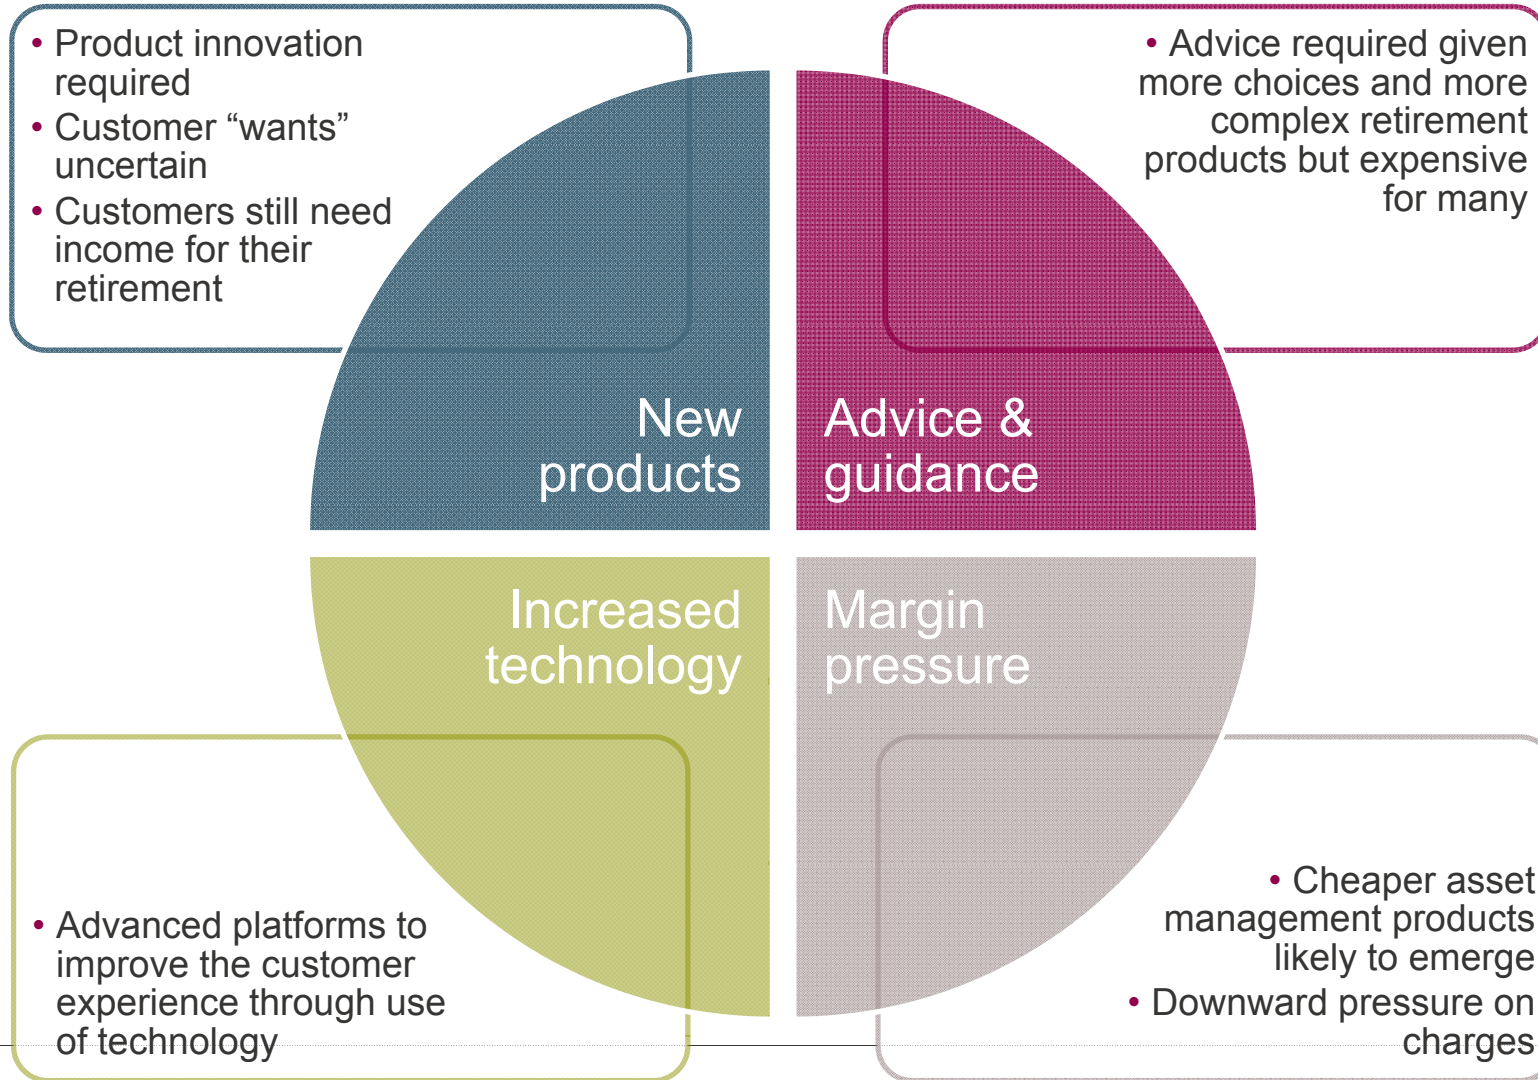 • Product innovation
required
• Customer “wants”
uncertain
• Customers still need
income for their
retirement
• Advice required given
more choices and more
complex retirement
products but expensive
for many
New
products
Advice &
guidance
Increased
technology
Margin
pressure
• Advanced platforms to
improve the customer
experience through use
of technology
• Cheaper asset
management products
likely to emerge
• Downward pressure on
charges